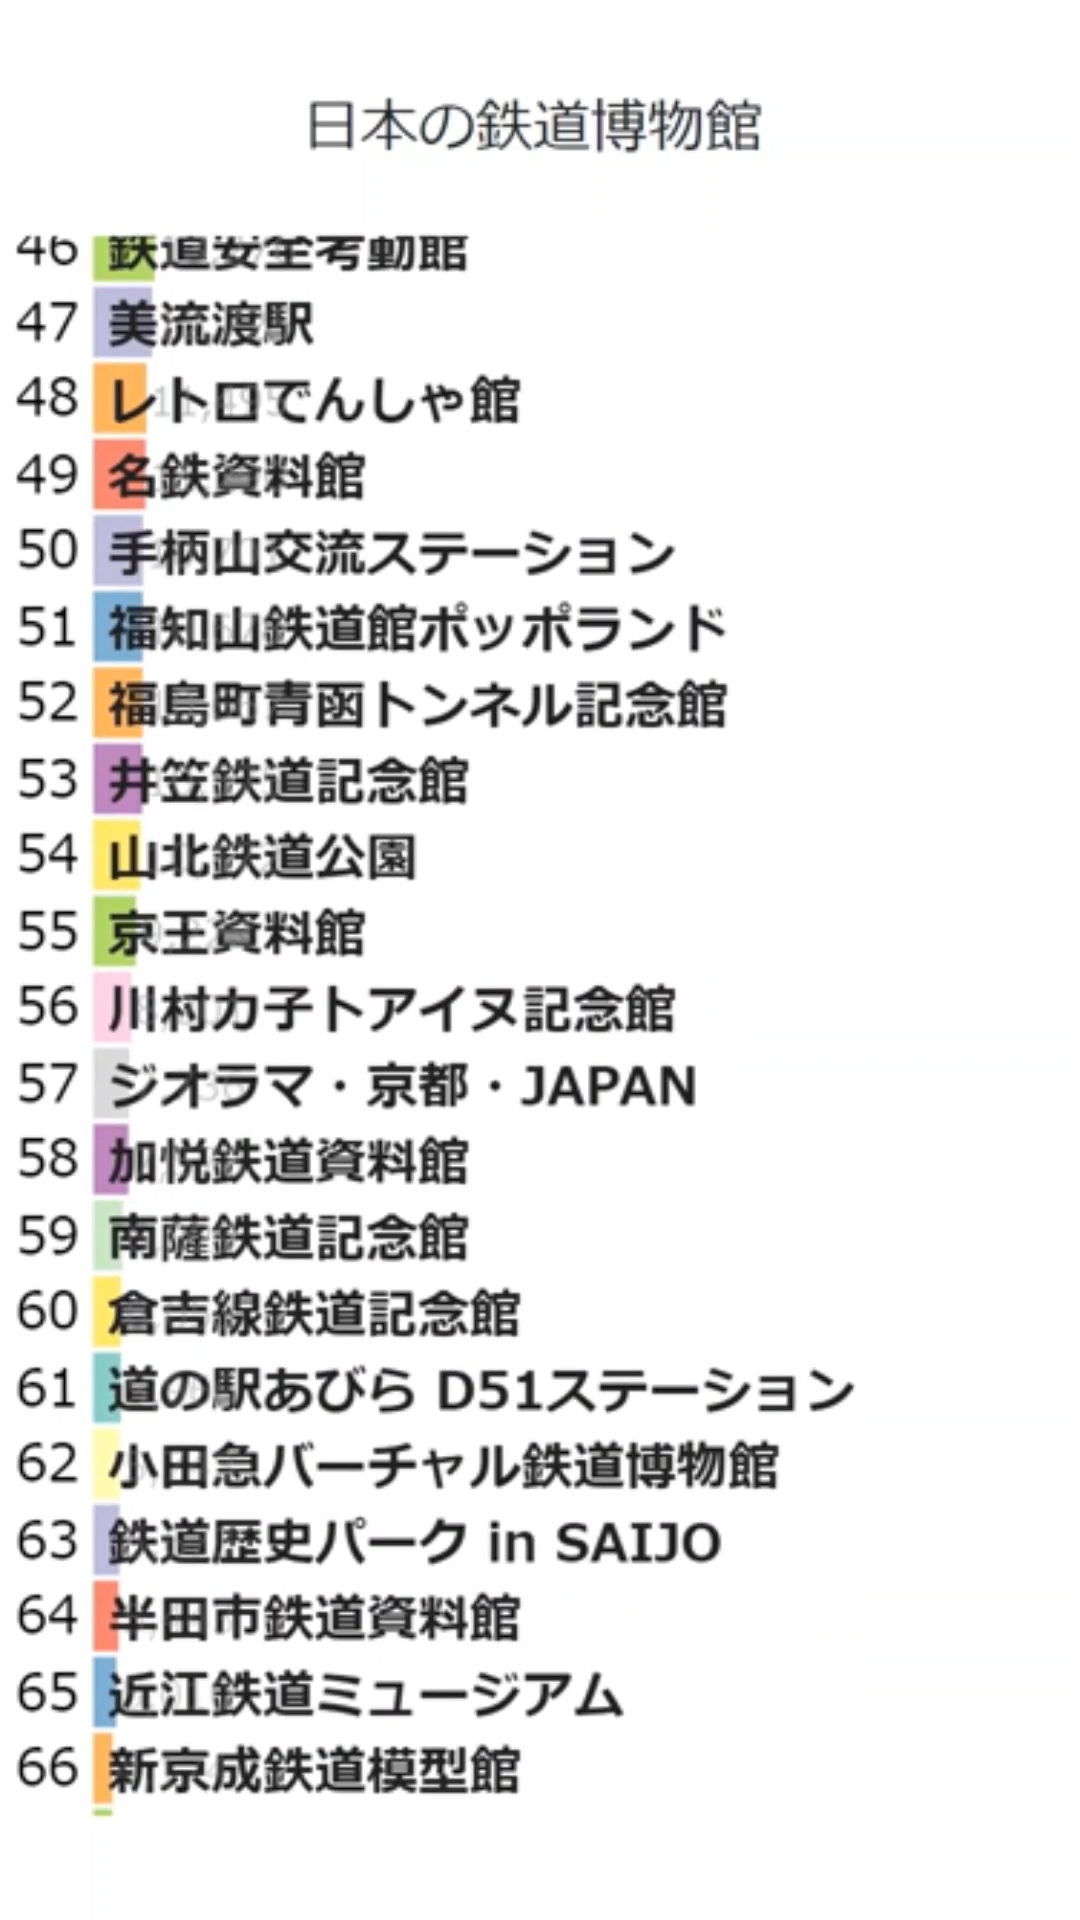 日本の鉄道博物館
46 鉄道安全考動館
47 美流渡駅
48 レトロでんしゃ館
49 名鉄資料館
50 手柄山交流ステーション
51 福知山鉄道館ポッポランド
52 福島町青函トンネル記念館
53 井笠鉄道記念館
54 山北鉄道公園
55 京王資料館
56 川村カ子トアイヌ記念館
57 ジオラマ・京都・JAPAN
58 加悦鉄道資料館
59 南薩鉄道記念館
60 倉吉線鉄道記念館
61 道の駅あびら D51ステーション
62 小田急バーチャル鉄道博物館
63 鉄道歴史パーク in SAIJO
64 半田市鉄道資料館
65 近江鉄道ミュージアム
66 新京成鉄道模型館